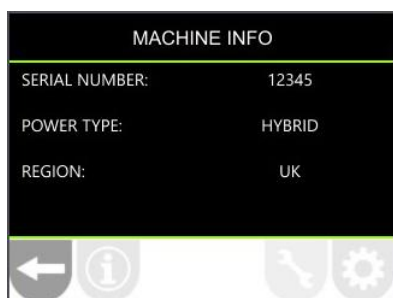 MACHINE INFO
SERIAL NUMBER: 12345
POWER TYPE: HYBRID
REGION: UK